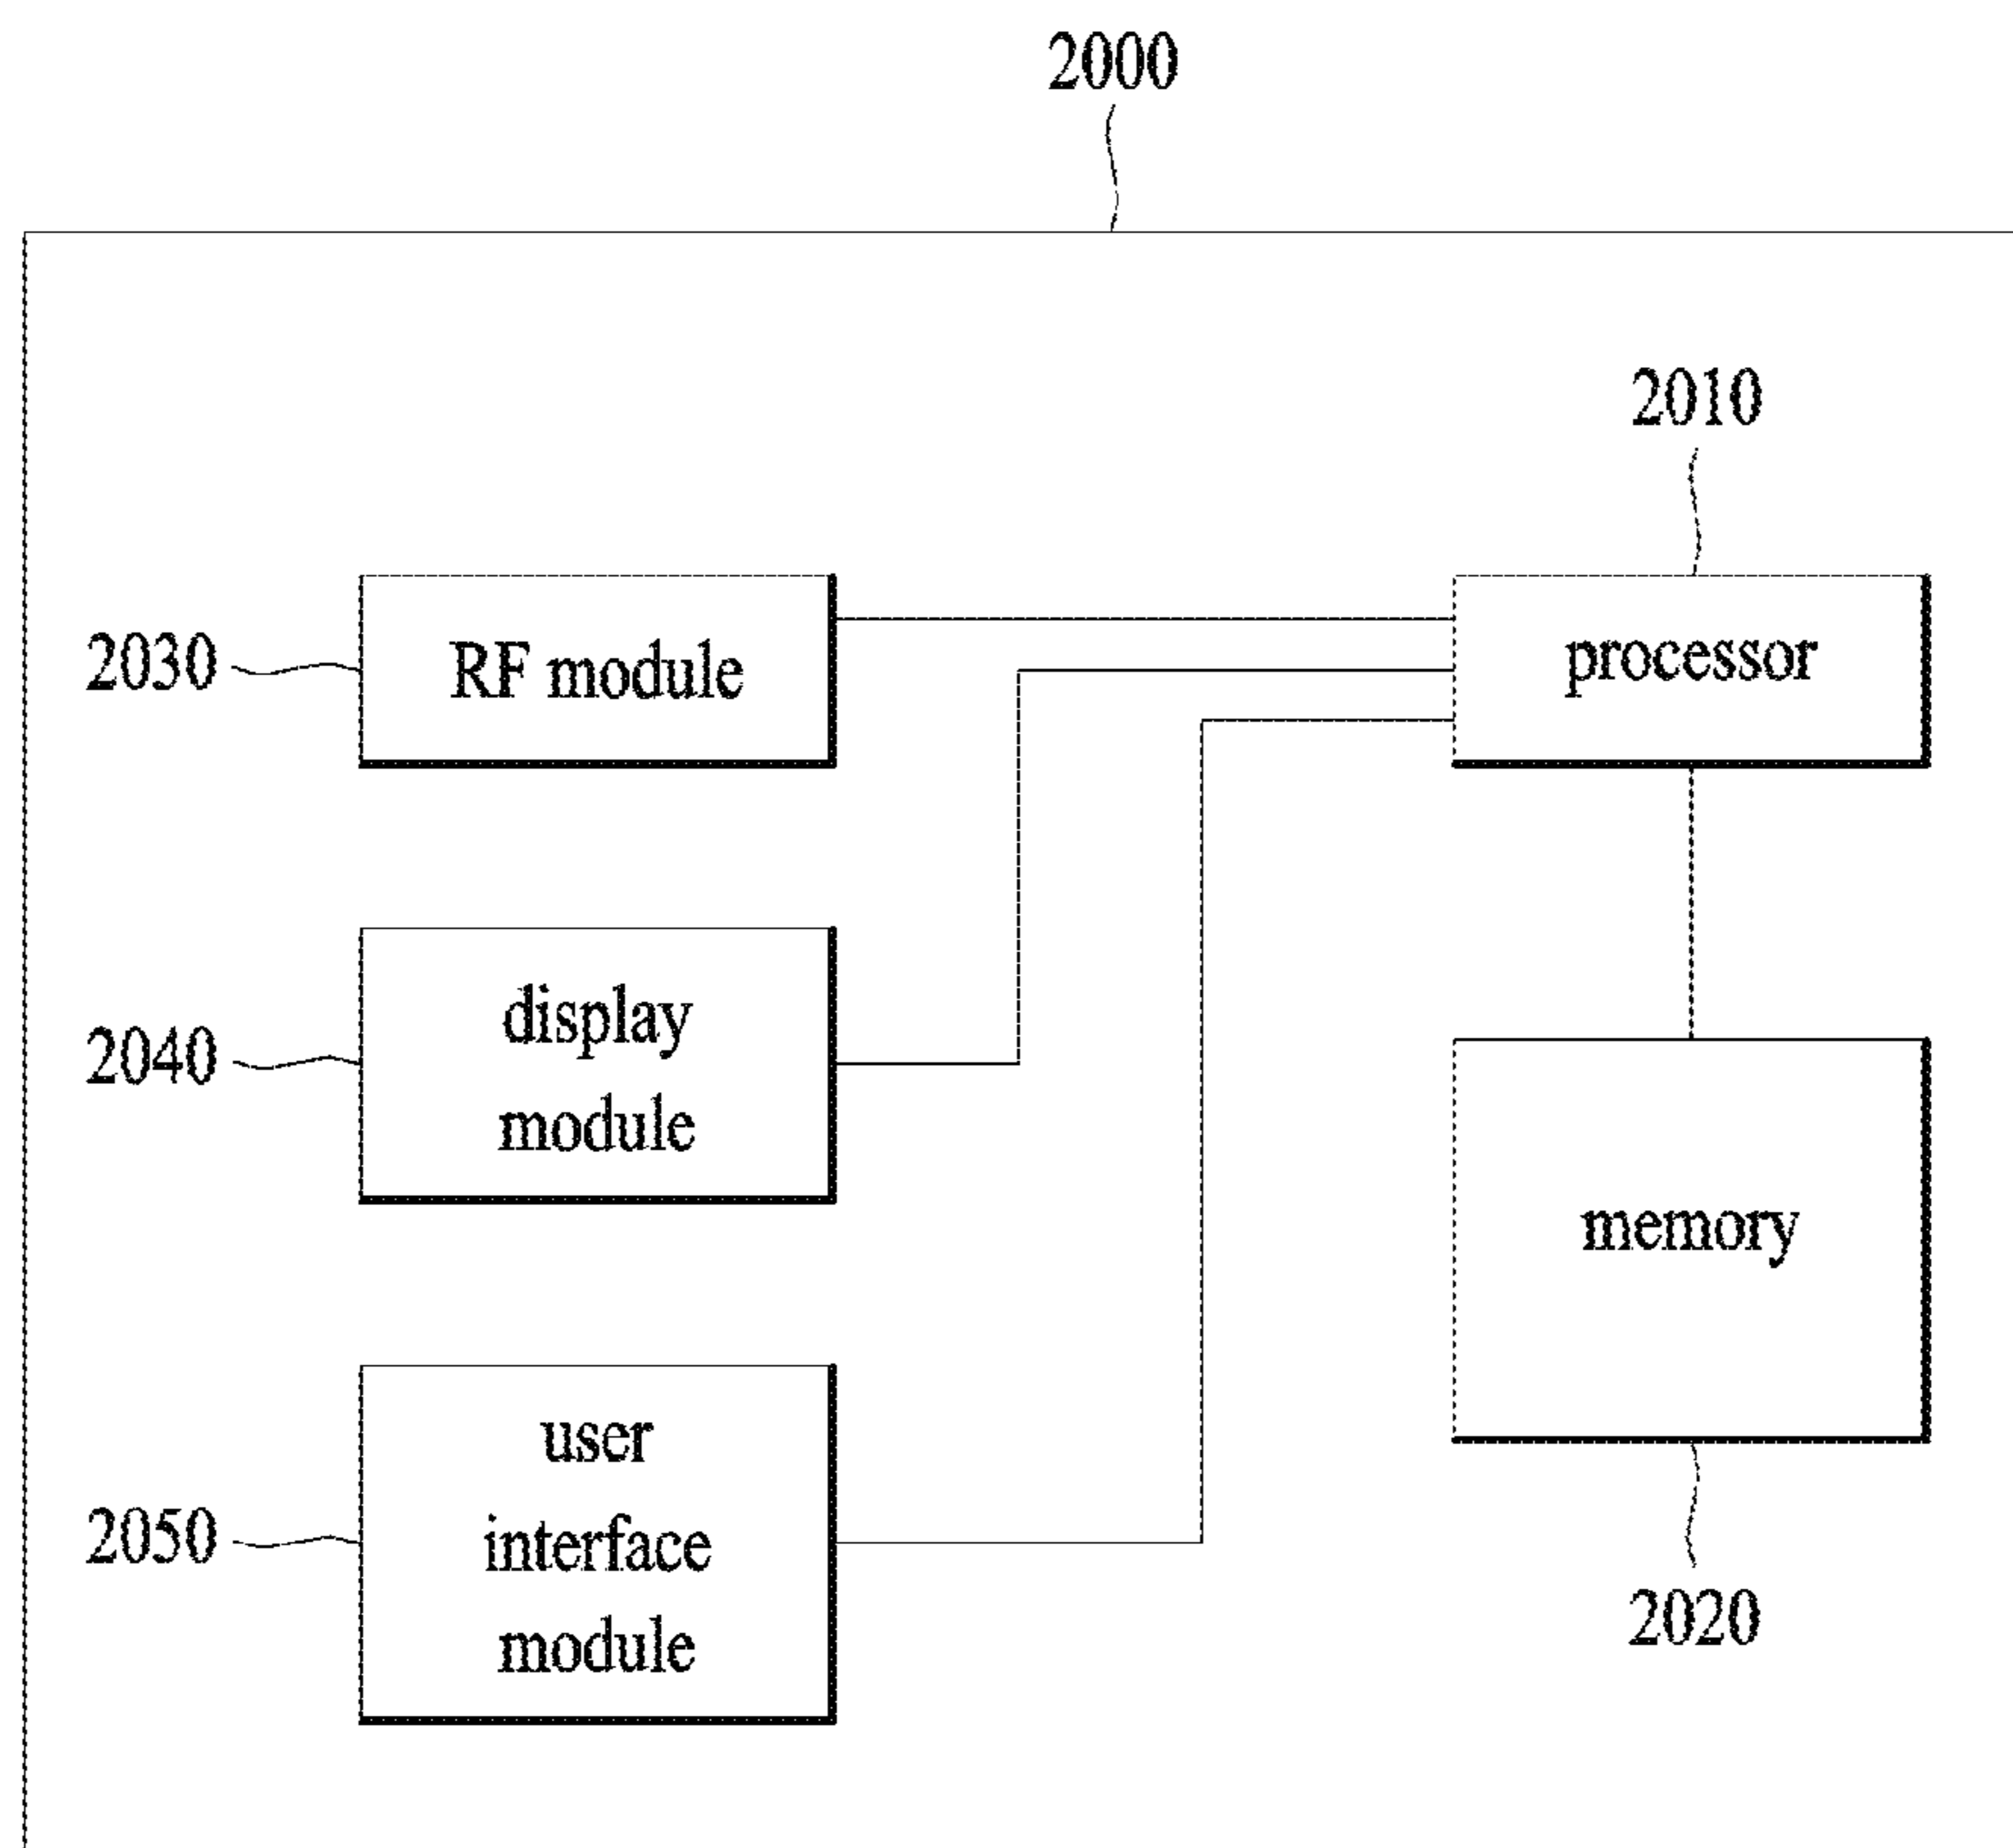 2000
2010
2030
RF module
processor
2040
display
module
memory
2050
user
interface
module
2020